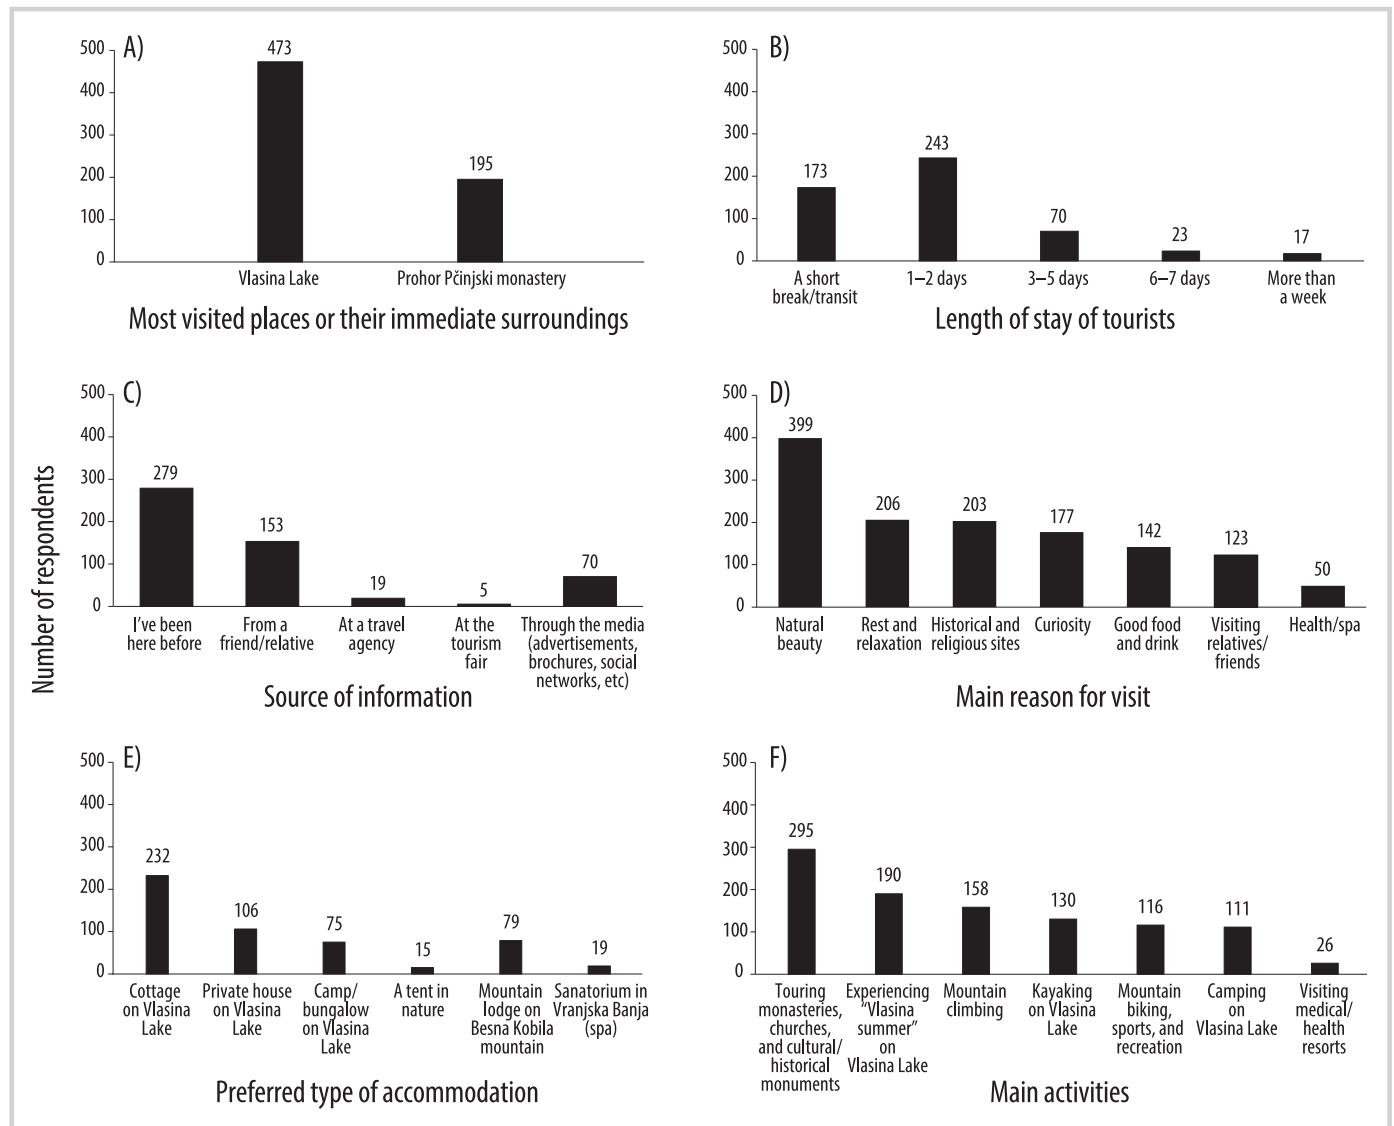 A)
500
400
300
200
100
0
473
195
Vlasina Lake
Prohor Pčinjski monastery
Most visited places or their immediate surroundings
B)
500
400
300
200
100
0
173
243
70
23
17
A short
break/transit
1–2 days
3–5 days
6–7 days
More than
a week
Length of stay of tourists
Number of respondents
C)
500
400
300
200
100
0
279
153
19
5
70
I've been
here before
From a
friend/relative
At a travel
agency
At the
tourism
fair
Through the media
(advertisements,
brochures, social
networks, etc)
Source of information
D)
500
400
300
200
100
0
399
206
203
177
142
123
50
Natural
beauty
Rest and
relaxation
Historical and
religious sites
Curiosity
Good food
and drink
Visiting
relatives/
friends
Health/spa
Main reason for visit
E)
500
400
300
200
100
0
232
106
75
15
79
19
Cottage
on Vlasina
Lake
Private house
on Vlasina
Lake
Camp/
bungalow
on Vlasina
Lake
A tent in
nature
Mountain
lodge on
Besna Kobila
mountain
Sanatorium in
Vranjska Banja
(spa)
Preferred type of accommodation
F)
500
400
300
200
100
0
295
190
158
130
116
111
26
Touring
monasteries,
churches,
and cultural/
historical
monuments
Experiencing
"Vlasina
summer"
on
Vlasina Lake
Mountain
climbing
Kayaking
on Vlasina
Lake
Mountain
biking,
sports, and
recreation
Camping
on
Vlasina Lake
Visiting
medical/
health
resorts
Main activities